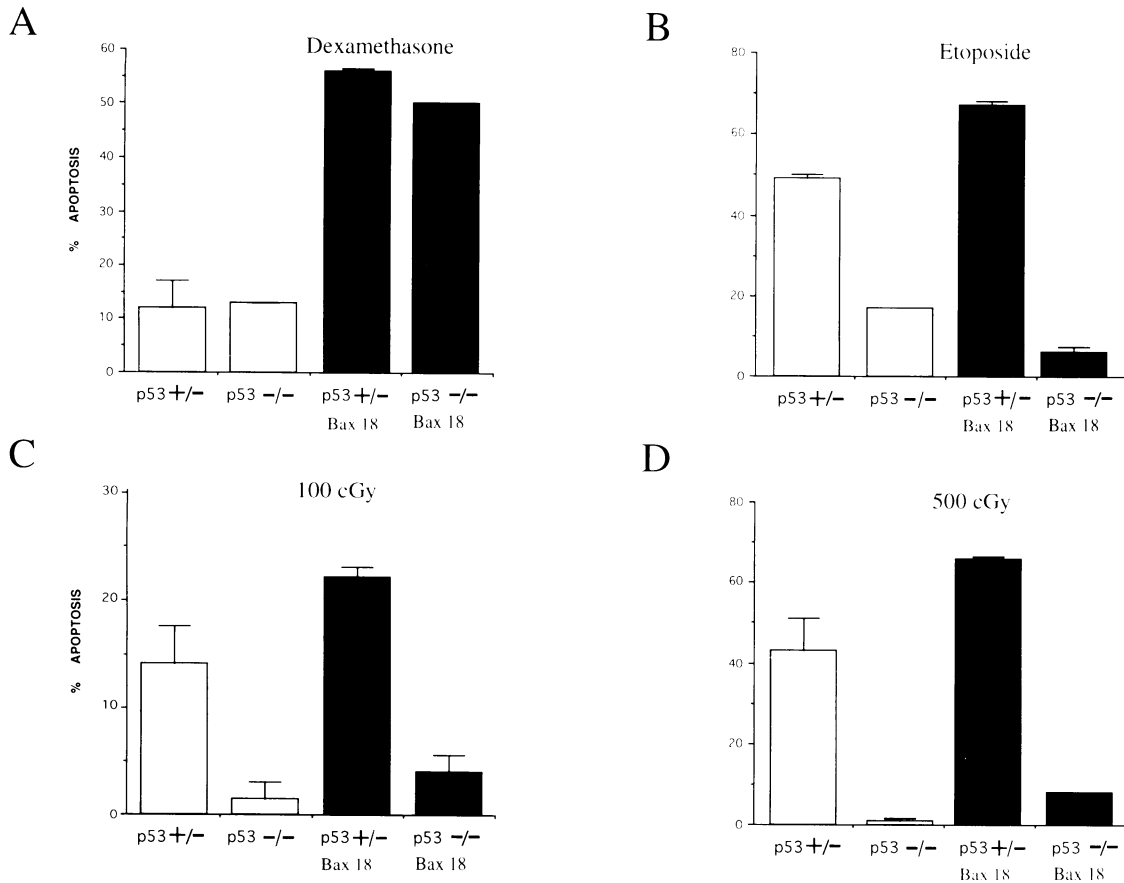 A
Dexamethasone
60
50
40
30
20
10
0
% APOPTOSIS
p53 +/-
p53 -/-
p53 +/-
p53 -/-
Bax 18
Bax 18
B
Etoposide
80
60
40
20
0
p53 +/-
p53 -/-
p53 +/-
p53 -/-
Bax 18
Bax 18
C
100 cGy
30
20
10
0
% APOPTOSIS
p53 +/-
p53 -/-
p53 +/-
p53 -/-
Bax 18
Bax 18
D
500 cGy
80
60
40
20
0
p53 +/-
p53 -/-
p53 +/-
p53 -/-
Bax 18
Bax 18